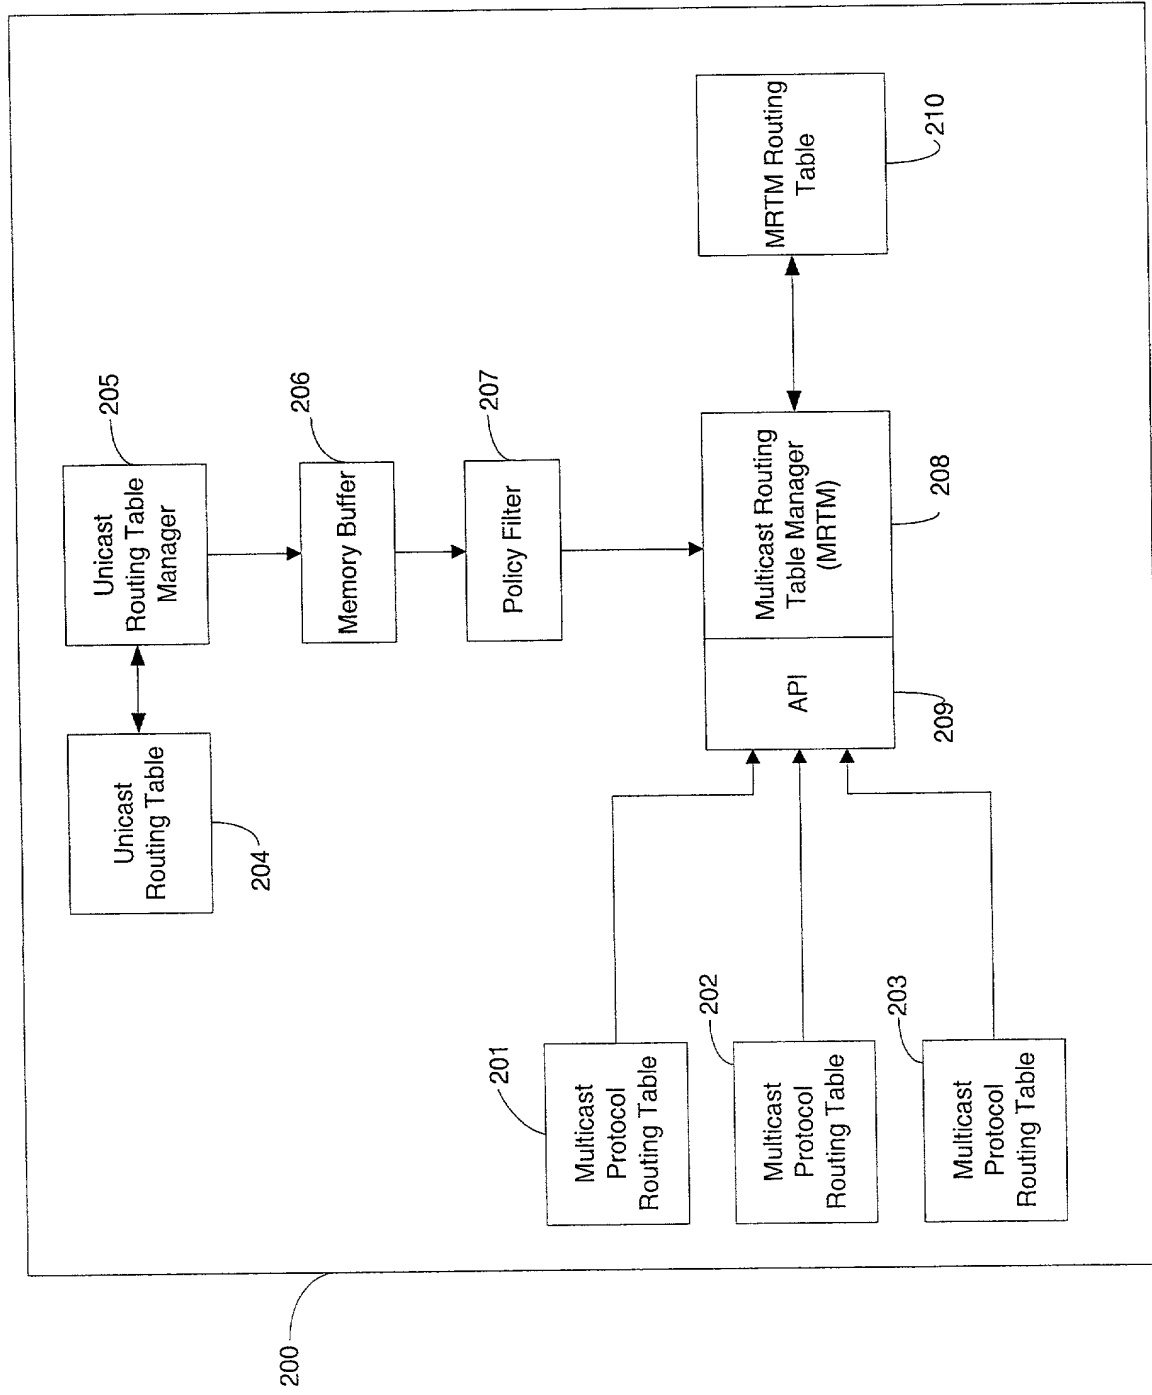 200
Unicast
Routing Table
204
Unicast
Routing Table
Manager
205
Memory Buffer
206
Policy Filter
207
Multicast
Protocol
Routing Table
201
Multicast
Protocol
Routing Table
202
Multicast
Protocol
Routing Table
203
API
209
Multicast Routing
Table Manager
(MRTM)
208
MRTM Routing
Table
210